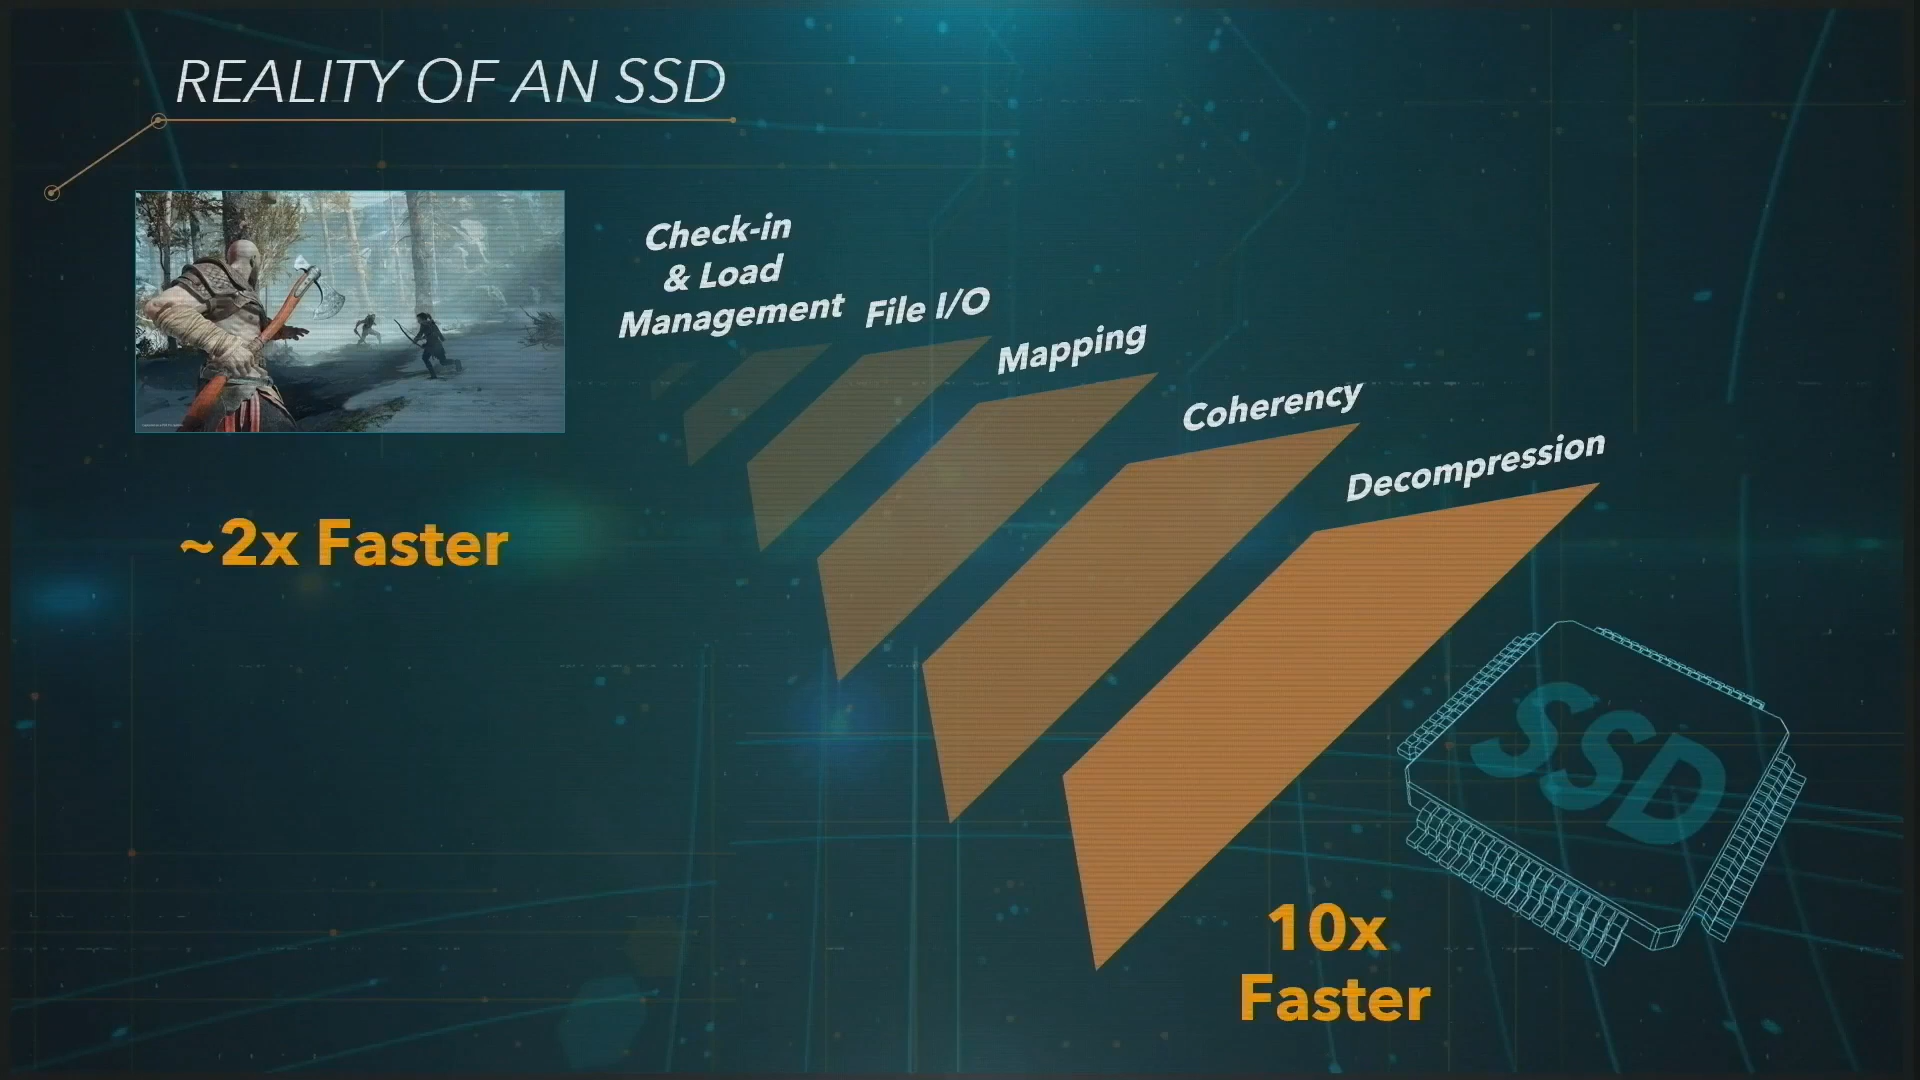 REALITY OF AN SSD
Check-in
& Load
Management
File I/O
Mapping
Coherency
Decompression
~2x Faster
SSD
10x
Faster